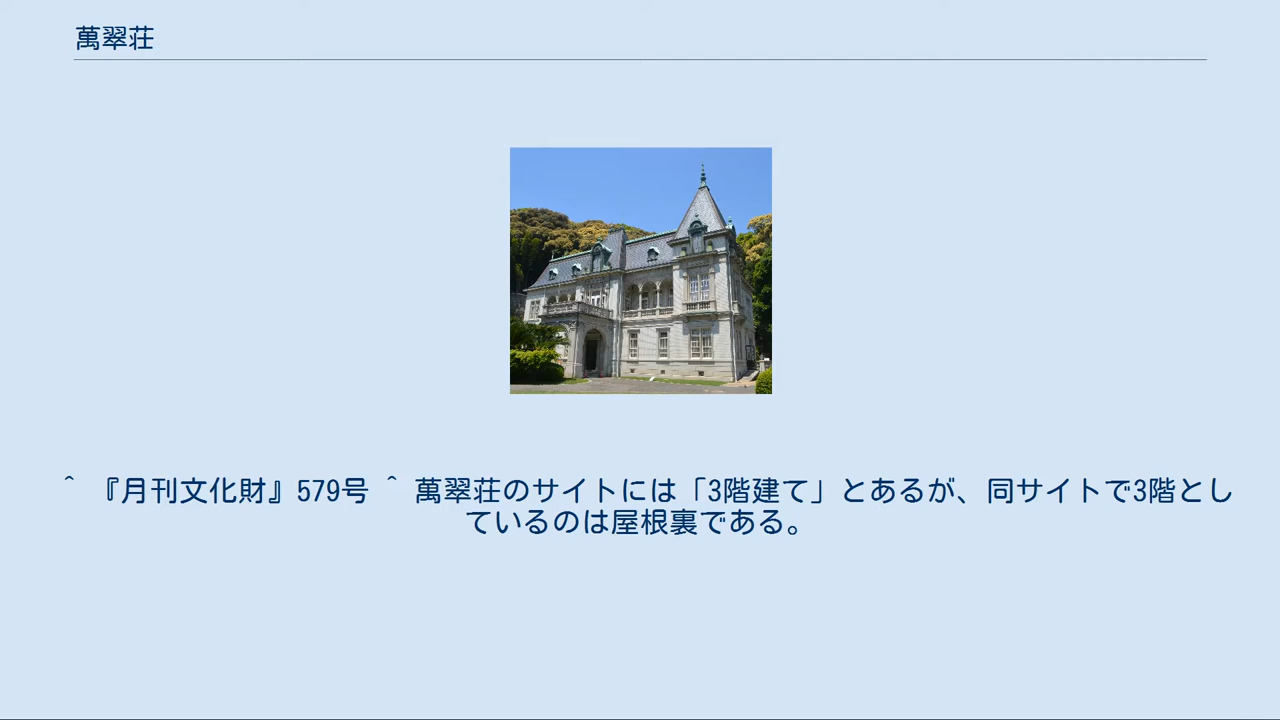 萬翠荘
^ 『月刊文化財』579号 ^ 萬翠荘のサイトには「3階建て」とあるが、同サイトで3階とし
ているのは屋根裏である。